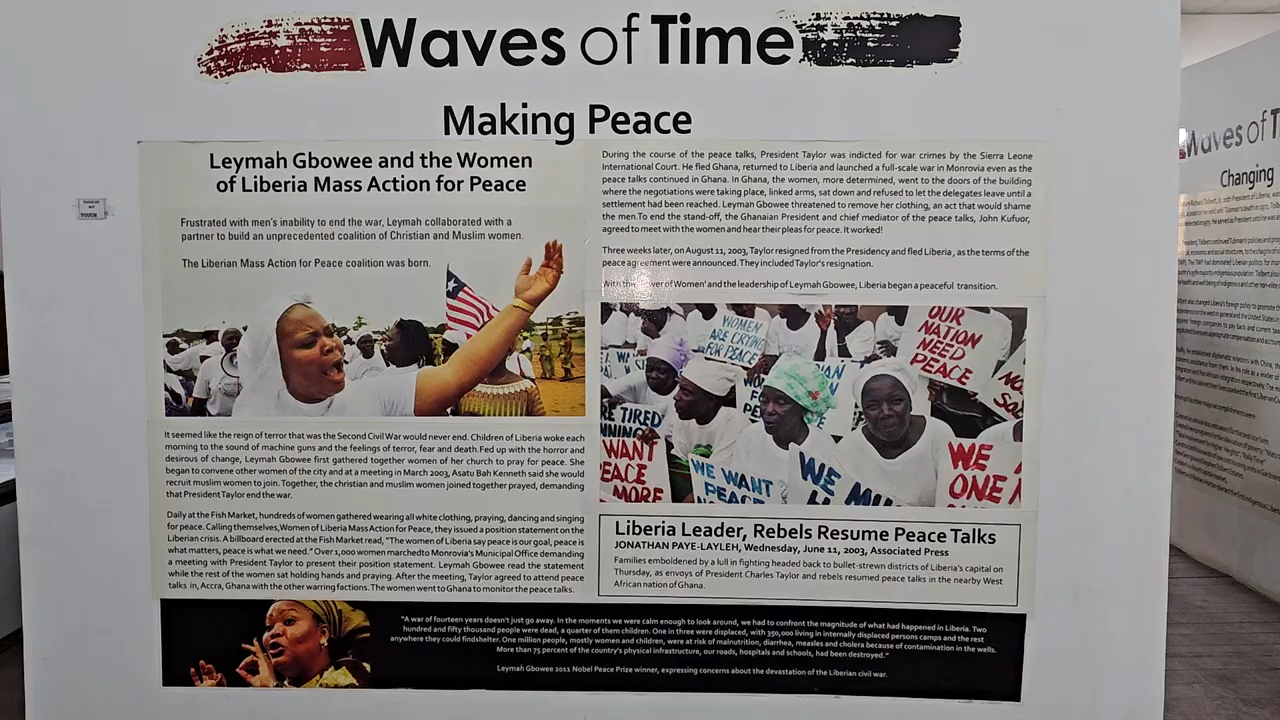 Waves of Time
Making Peace
Leymah Gbowee and the Women
of Liberia Mass Action for Peace
Frustrated with men's inability to end the war, Leymah collaborated with a
partner to build an unprecedented coalition of Christian and Muslim women.
The Liberian Mass Action for Peace coalition was born.
It seemed like the reign of terror that was the Second Civil War would never end. Children of Liberia woke each
morning to the sound of machine guns and the feelings of terror, fear and death.Fed up with the horror and
desirous of change, Leymah Gbowee first gathered together women of her church to pray for peace. She
began to convene other women of the city and at a meeting in March 2003, Asatu Bah Kenneth said she would
recruit muslim women to join. Together, the christian and muslim women joined together prayed, demanding
that President Taylor end the war.
Daily at the Fish Market, hundreds of women gathered wearing all white clothing, praying, dancing and singing
for peace. Calling themselves,Women of Liberia Mass Action for Peace, they issued a position statement on the
Liberian crisis. A billboard erected at the Fish Market read, "The women of Liberia say peace is our goal, peace is
what matters, peace is what we need." Over 1,000 women marchedto Monrovia's Municipal Office demanding
a meeting with President Taylor to present their position statement. Leymah Gbowee read the statement
while the rest of the women sat holding hands and praying. After the meeting, Taylor agreed to attend peace
talks in, Accra, Ghana with the other warring factions. The women went to Ghana to monitor the peace talks.
During the course of the peace talks, President Taylor was indicted for war crimes by the Sierra Leone
International Court. He fled Ghana, returned to Liberia and launched a full-scale war in Monrovia even as the
peace talks continued in Ghana. In Ghana, the women, more determined, went to the doors of the building
where the negotiations were taking place, linked arms, sat down and refused to let the delegates leave until a
settlement had been reached. Leymah Gbowee threatened to remove her clothing, an act that would shame
the men.To end the stand-off, the Ghanaian President and chief mediator of the peace talks, John Kufuor,
agreed to meet with the women and hear their pleas for peace. It worked!
Three weeks later, on August 11, 2003, Taylor resigned from the Presidency and fled Liberia , as the terms of the
peace agreement were announced. They included Taylor's resignation.
With the 'Power of Women' and the leadership of Leymah Gbowee, Liberia began a peaceful transition.
WOMEN
ARE CRYING
FOR PEACE
OUR
NATION
NEED
PEACE
WANT
PEACE
MORE
WE WANT
PEACE
WE
WE
ONE
Liberia Leader, Rebels Resume Peace Talks
JONATHAN PAYE-LAYLEH, Wednesday, June 11, 2003, Associated Press
Families emboldened by a lull in fighting headed back to bullet-strewn districts of Liberia's capital on
Thursday, as envoys of President Charles Taylor and rebels resumed peace talks in the nearby West
African nation of Ghana.
"A war of fourteen years doesn't just go away. In the moments we were calm enough to look around, we had to confront the magnitude of what had happened in Liberia. Two
hundred and fifty thousand people were dead, a quarter of them children. One in three were displaced, with 350,000 living in internally displaced persons camps and the rest
anywhere they could findshelter. One million people, mostly women and children, were at risk of malnutrition, diarrhea, measles and cholera because of contamination in the wells.
More than 75 percent of the country's physical infrastructure, our roads, hospitals and schools, had been destroyed."
Leymah Gbowee 2011 Nobel Peace Prize winner, expressing concerns about the devastation of the Liberian civil war.
PLEASE DO
NOT
TOUCH
Waves of T
Changing